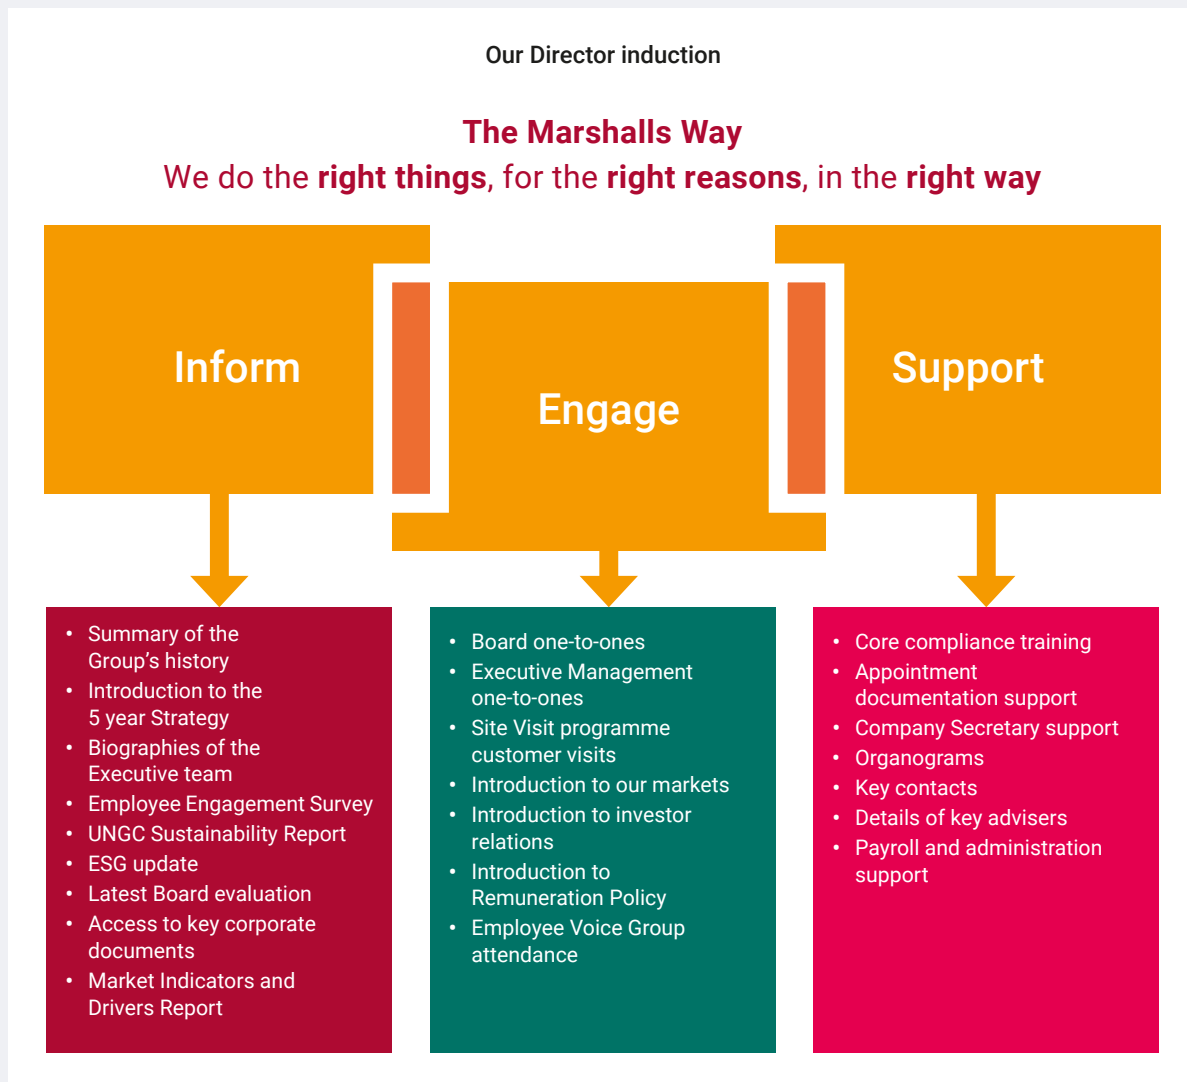 Our Director induction
The Marshalls Way
We do the right things, for the right reasons, in the right way
Inform
Engage
Support
• Summary of the
Group's history
• Introduction to the
5 year Strategy
• Biographies of the
Executive team
• Employee Engagement Survey
• UNGC Sustainability Report
• ESG update
• Latest Board evaluation
• Access to key corporate
documents
• Market Indicators and
Drivers Report
• Board one-to-ones
• Executive Management
one-to-ones
• Site Visit programme
customer visits
• Introduction to our markets
• Introduction to investor
relations
• Introduction to
Remuneration Policy
• Employee Voice Group
attendance
• Core compliance training
• Appointment
documentation support
• Company Secretary support
• Organograms
• Key contacts
• Details of key advisers
• Payroll and administration
support